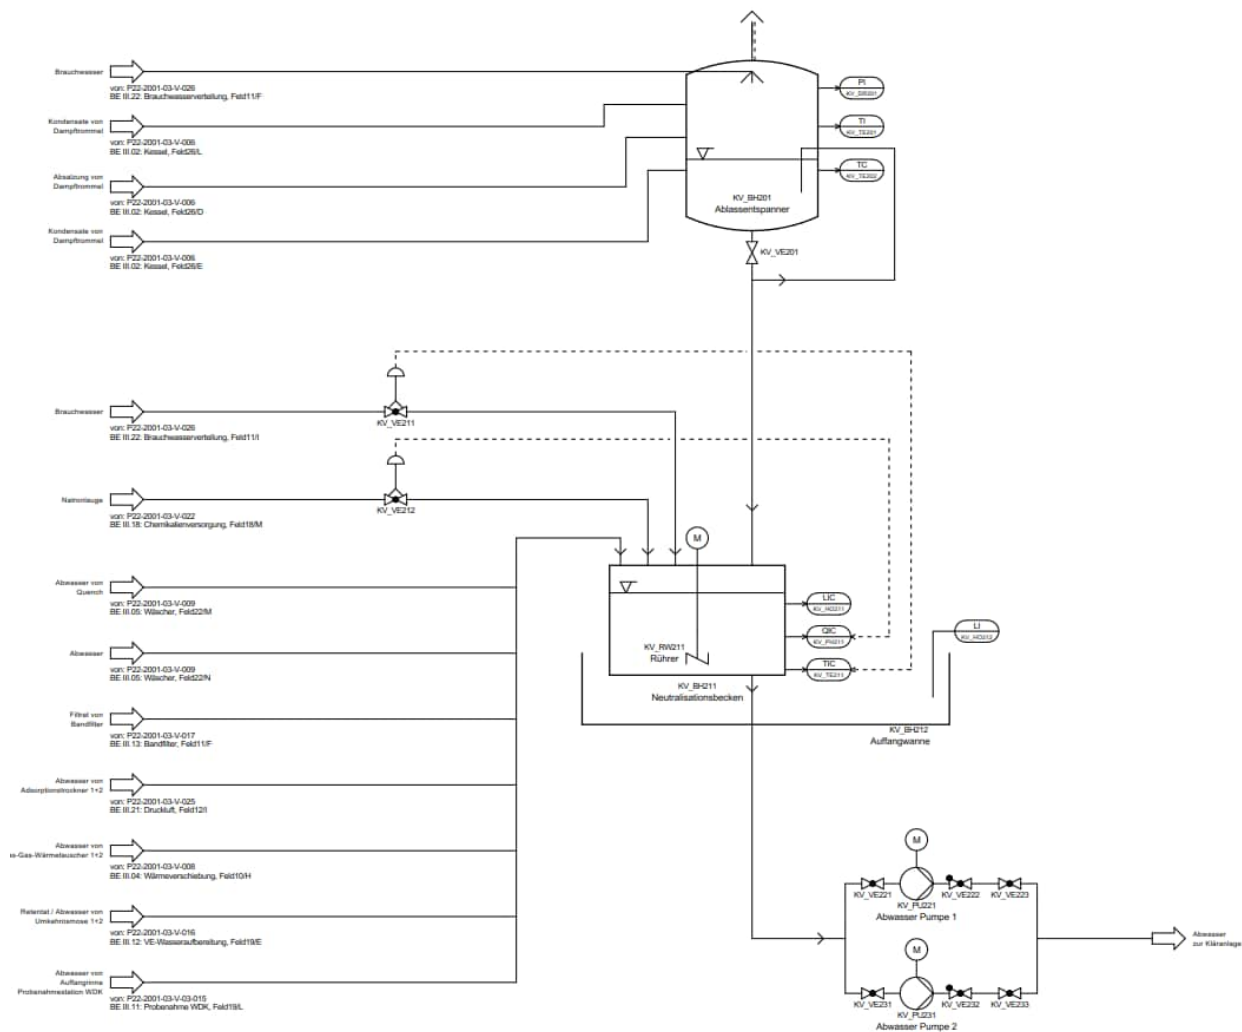 Brauchwasser
von: P22-2001-03-V-026
BE III.22: Brauchwasserverteilung, Feld11/F
Kondensate von
Dampftrommel
von: P22-2001-03-V-006
BE III.02: Kessel, Feld26/L
Absalzung von
Dampftrommel
von: P22-2001-03-V-006
BE III.02: Kessel, Feld26/D
Kondensate von
Dampftrommel
von: P22-2001-03-V-006
BE III.02: Kessel, Feld26/E
PI
TI
KV_TE201
TC
KV_TE202
KV_BH201
Ablassentspanner
KV_VE201
Brauchwasser
von: P22-2001-03-V-026
BE III.22: Brauchwasserverteilung, Feld11/I
KV_VE211
Natronlauge
von: P22-2001-03-V-022
BE III.18: Chemikalienversorgung, Feld18/M
KV_VE212
M
LIC
KV_HO211
QIC
KV_PH211
TIC
KV_TE211
LI
KV_HO212
KV_RW211
Rührer
KV_BH211
Neutralisationsbecken
KV_BH212
Auffangwanne
Abwasser von
Quench
von: P22-2001-03-V-009
BE III.05: Wäscher, Feld22/M
Abwasser
von: P22-2001-03-V-009
BE III.05: Wäscher, Feld22/N
Filtrat von
Bandfilter
von: P22-2001-03-V-017
BE III.13: Bandfilter, Feld11/F
Abwasser von
Adsorptionstrockner 1+2
von: P22-2001-03-V-025
BE III.21: Druckluft, Feld12/I
Abwasser von
s-Gas-Wärmetauscher 1+2
von: P22-2001-03-V-008
BE III.04: Wärmeverschiebung, Feld10/H
Retentat / Abwasser von
Umkehrosmose 1+2
von: P22-2001-03-V-016
BE III.12: VE-Wasseraufbereitung, Feld19/E
Abwasser von
Auffangrinne
Probenahmestation WDK
von: P22-2001-03-V-03-015
BE III.11: Probenahme WDK, Feld19/L
M
KV_VE221
KV_PU221
KV_VE222
KV_VE223
Abwasser Pumpe 1
Abwasser
zur Kläranlage
M
KV_VE231
KV_PU231
KV_VE232
KV_VE233
Abwasser Pumpe 2